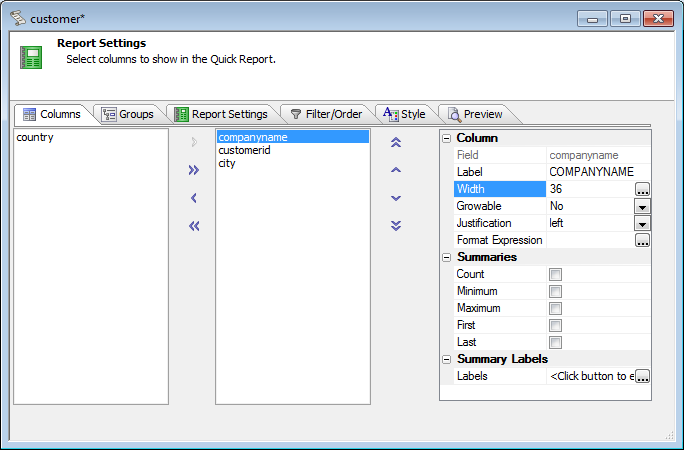 customer*
Report Settings
Select columns to show in the Quick Report.
Columns Groups Report Settings Filter/Order Style Preview
country
companyname
customerid
city
Column
Field companyname
Label COMPANYNAME
Width 36 ...
Growable No
Justification left
Format Expression ...
Summaries
Count
Minimum
Maximum
First
Last
Summary Labels
Labels <Click button to e ...